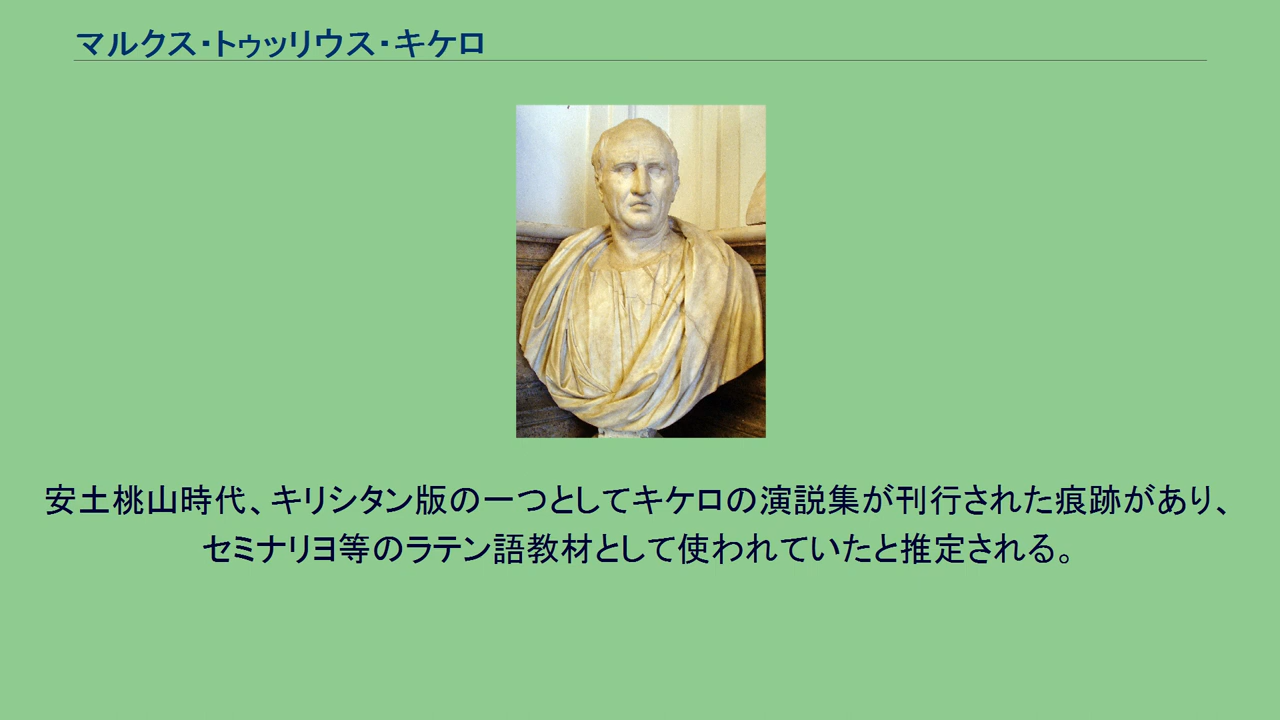 マルクス・トゥッリウス・キケロ
安土桃山時代、キリシタン版の一つとしてキケロの演説集が刊行された痕跡があり、
セミナリヨ等のラテン語教材として使われていたと推定される。